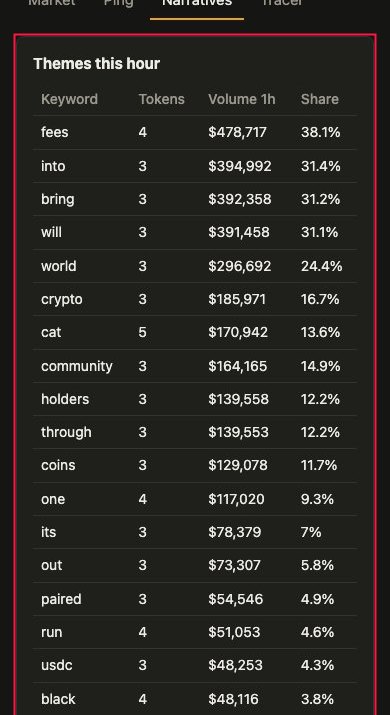 Market Ping Narratives Tracer
Themes this hour
Keyword Tokens Volume 1h Share
fees 4 $478,717 38.1%
into 3 $394,992 31.4%
bring 3 $392,358 31.2%
will 3 $391,458 31.1%
world 3 $296,692 24.4%
crypto 3 $185,971 16.7%
cat 5 $170,942 13.6%
community 3 $164,165 14.9%
holders 3 $139,558 12.2%
through 3 $139,553 12.2%
coins 3 $129,078 11.7%
one 4 $117,020 9.3%
its 3 $78,379 7%
out 3 $73,307 5.8%
paired 3 $54,546 4.9%
run 4 $51,053 4.6%
usdc 3 $48,253 4.3%
black 4 $48,116 3.8%